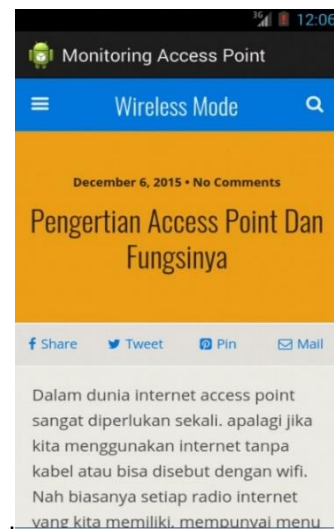 3G 12:06
Monitoring Access Point
Wireless Mode
December 6, 2015 • No Comments
Pengertian Access Point Dan
Fungsinya
Share Tweet Pin Mail
Dalam dunia internet access point
sangat diperlukan sekali. apalagi jika
kita menggunakan internet tanpa
kabel atau bisa disebut dengan wifi.
Nah biasanya setiap radio internet
yang kita memiliki, mempunyai menu